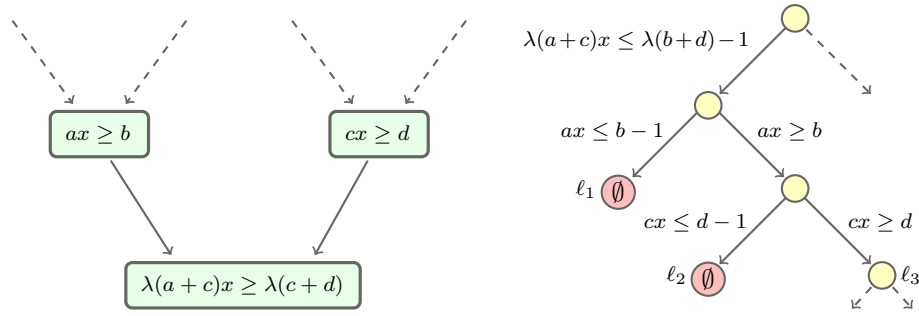 ax ≥ b
cx ≥ d
λ(a + c)x ≥ λ(c + d)
λ(a+c)x ≤ λ(b+d)−1
ax ≤ b − 1
ax ≥ b
ℓ1
∅
cx ≤ d − 1
cx ≥ d
ℓ2
∅
ℓ3